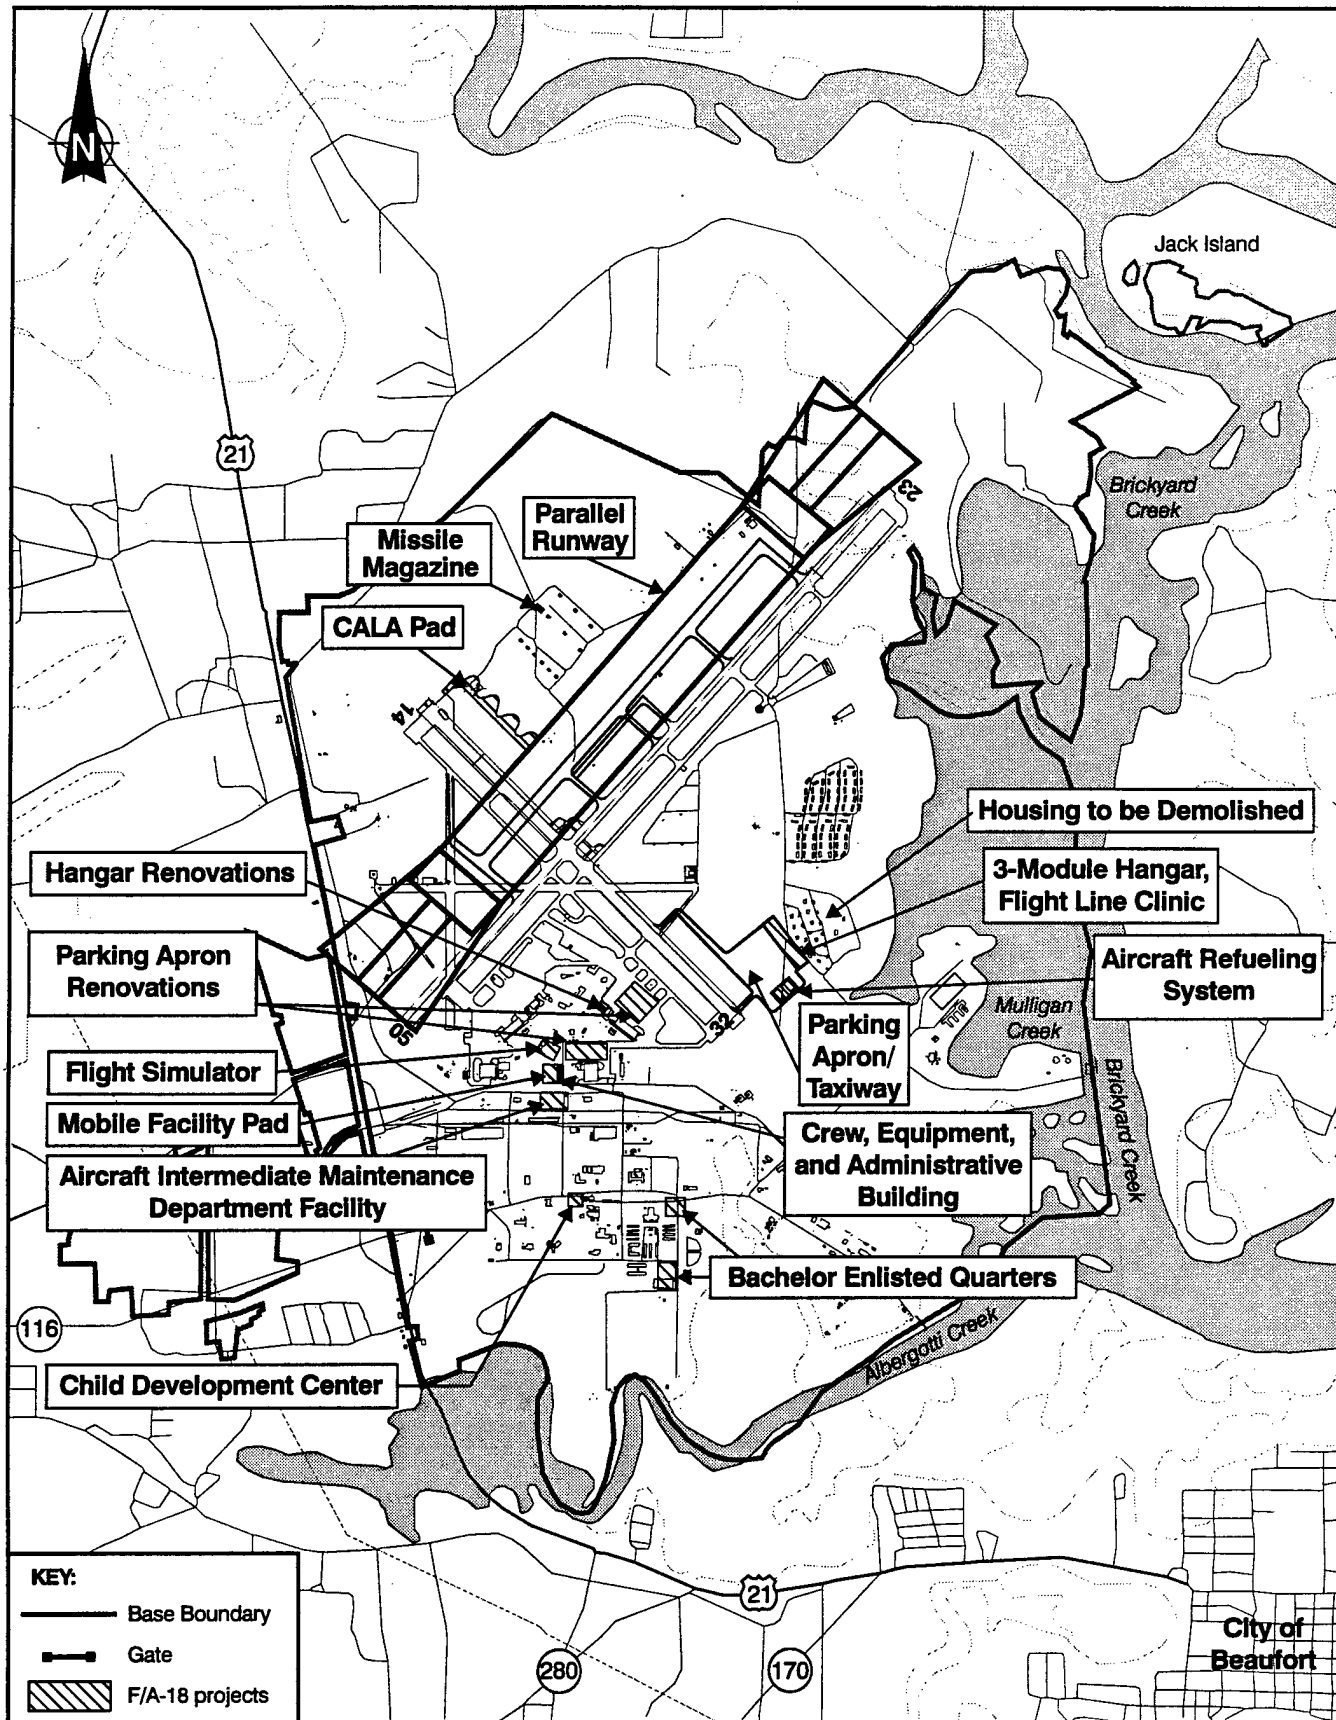 N
Jack Island
21
Brickyard
Creek
23
Parallel
Runway
Missile
Magazine
CALA Pad
14
Housing to be Demolished
Hangar Renovations
3-Module Hangar,
Flight Line Clinic
Parking Apron
Renovations
Aircraft Refueling
System
Mulligan
Creek
05
32
Parking
Apron/
Taxiway
Flight Simulator
Mobile Facility Pad
Brickyard Creek
Crew, Equipment,
and Administrative
Building
Aircraft Intermediate Maintenance
Department Facility
Bachelor Enlisted Quarters
116
Albergotti Creek
Child Development Center
KEY:
Base Boundary
Gate
F/A-18 projects
21
280
170
City of
Beaufort